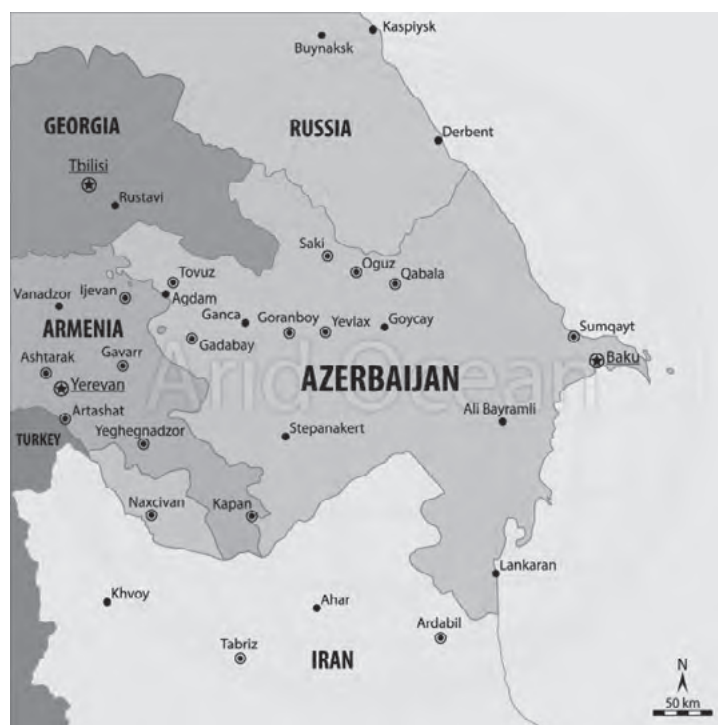 Kaspiysk
Buynaksk
GEORGIA
RUSSIA
Derbent
Tbilisi
Rustavi
Saki
Oguz
Qabala
Tovuz
Ijevan
Vanadzor
Agdam
Ganca
Goranboy
Yevlax
Goycay
Sumqayt
ARMENIA
Gadabay
Gavarr
Ashtarak
Baku
AZERBAIJAN
Arid Ocean
Yerevan
Artashat
Ali Bayramli
TURKEY
Yeghegnadzor
Stepanakert
Naxcivan
Kapan
Lankaran
Khvoy
Ahar
Ardabil
Tabriz
IRAN
N
50 km